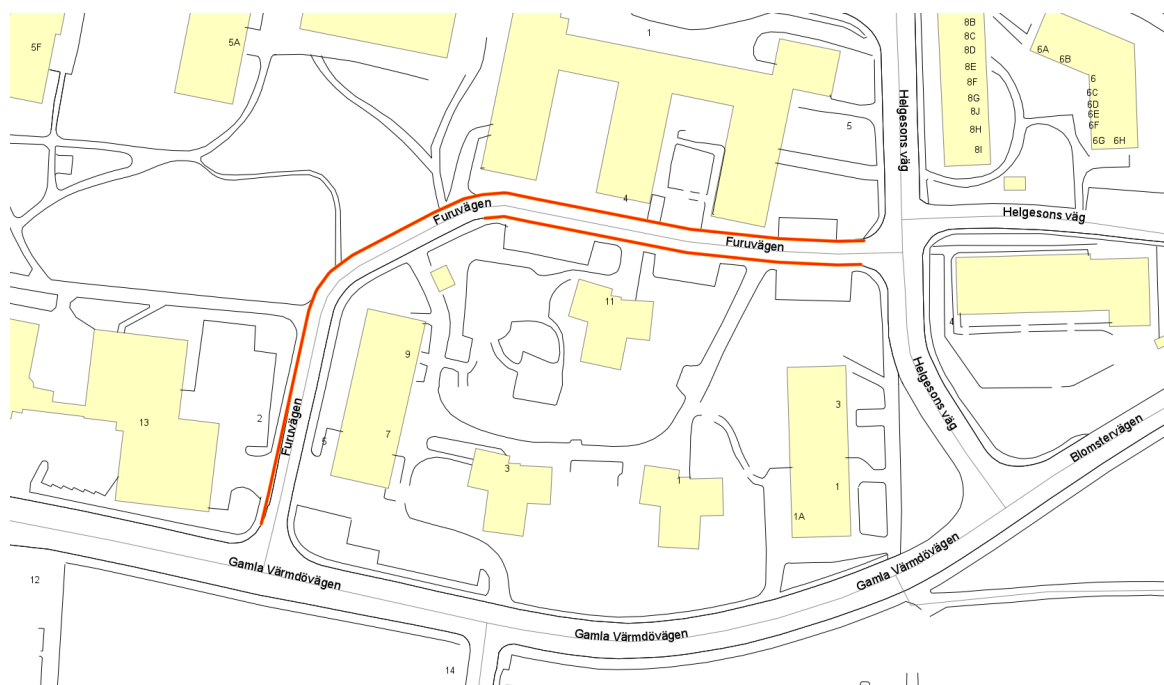 5F
5A
1
8B
8C
8D
8E
8F
8G
8J
8H
8I
6A
6B
6
6C
6D
6E
6F
6G 6H
5
Helgesons väg
4
Furuvägen
Furuvägen
Helgesons väg
11
4
9
Helgesons väg
3
13
2
Furuvägen
5
7
Blomstervägen
3
1
1
1A
Gamla Värmdövägen
Gamla Värmdövägen
12
Gamla Värmdövägen
14